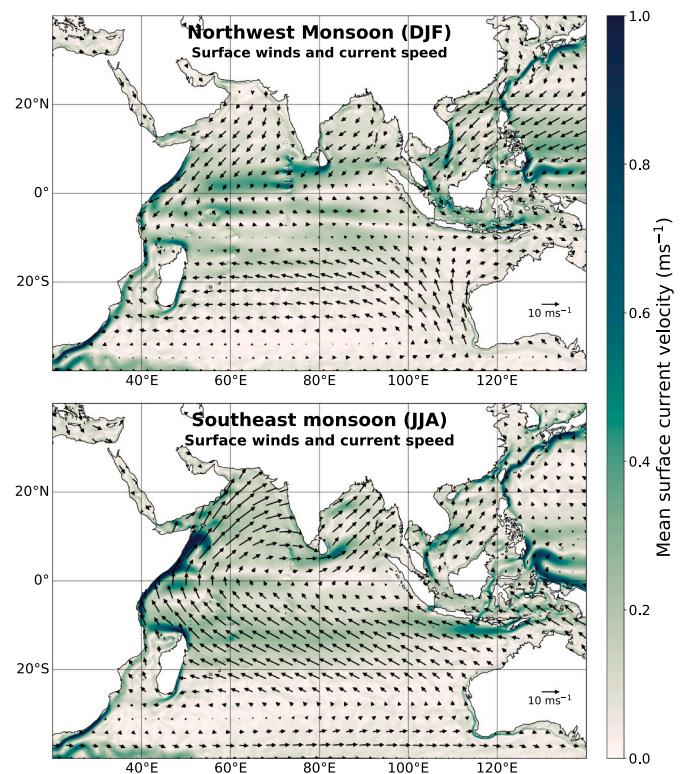 Northwest Monsoon (DJF)
Surface winds and current speed
20°N
0°
20°S
10 ms⁻¹
40°E 60°E 80°E 100°E 120°E
Southeast monsoon (JJA)
Surface winds and current speed
20°N
0°
20°S
10 ms⁻¹
40°E 60°E 80°E 100°E 120°E
1.0
0.8
0.6
0.4
0.2
0.0
Mean surface current velocity (ms⁻¹)